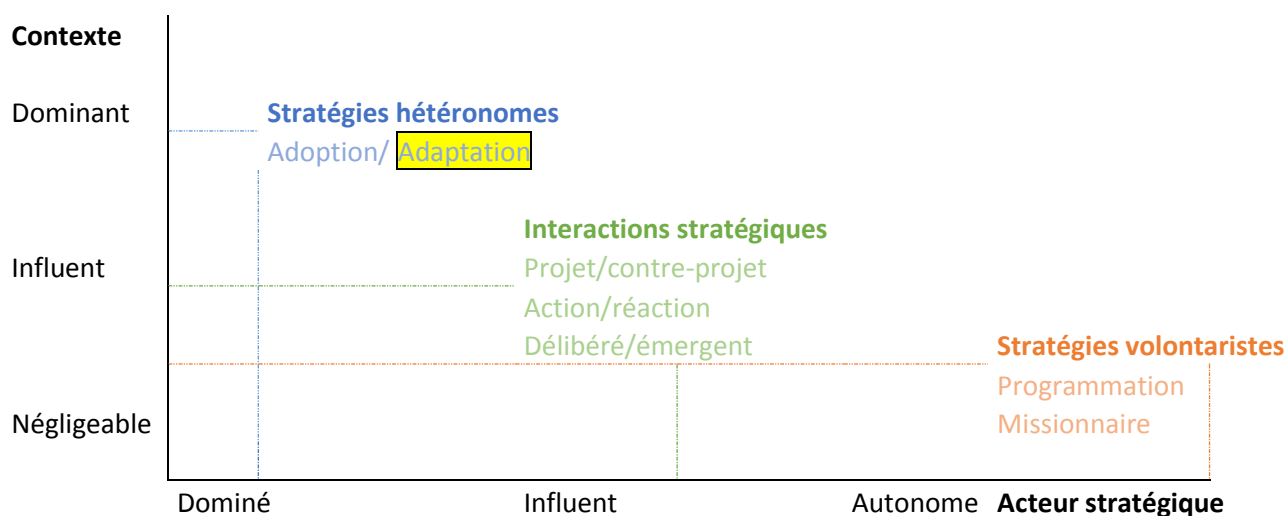 Contexte
Dominant
Stratégies hétéronomes
Adoption/ Adaptation
Interactions stratégiques
Influent
Projet/contre-projet
Action/réaction
Délibéré/émergent
Stratégies volontaristes
Programmation
Négligeable
Missionnaire
Dominé
Influent
Autonome
Acteur stratégique